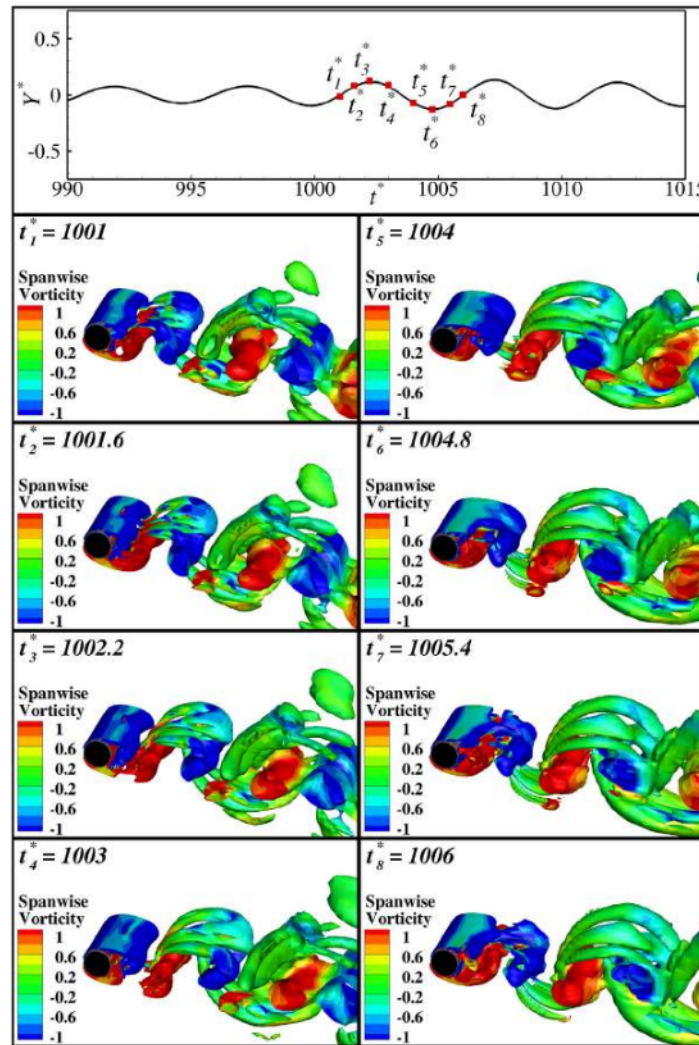 0.5
Y*
0
-0.5
t*1
t*2
t*3
t*4
t*5
t*6
t*7
t*8
990
995
1000
1005
1010
1015
t*
t*1 = 1001
Spanwise
Vorticity
1
0.6
0.2
-0.2
-0.6
-1
t*5 = 1004
Spanwise
Vorticity
1
0.6
0.2
-0.2
-0.6
-1
t*2 = 1001.6
Spanwise
Vorticity
1
0.6
0.2
-0.2
-0.6
-1
t*6 = 1004.8
Spanwise
Vorticity
1
0.6
0.2
-0.2
-0.6
-1
t*3 = 1002.2
Spanwise
Vorticity
1
0.6
0.2
-0.2
-0.6
-1
t*7 = 1005.4
Spanwise
Vorticity
1
0.6
0.2
-0.2
-0.6
-1
t*4 = 1003
Spanwise
Vorticity
1
0.6
0.2
-0.2
-0.6
-1
t*8 = 1006
Spanwise
Vorticity
1
0.6
0.2
-0.2
-0.6
-1